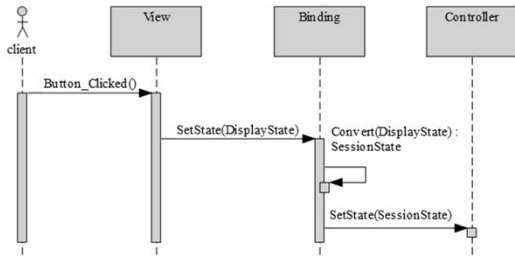 View
Binding
Controller
client
Button_Clicked()
SetState(DisplayState)
Convert(DisplayState) :
SessionState
SetState(SessionState)